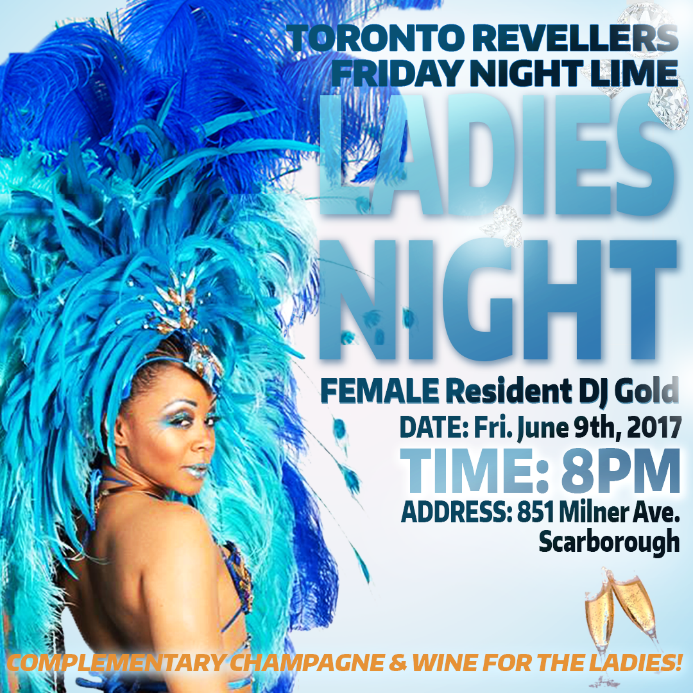 TORONTO REVELLERS
FRIDAY NIGHT LIME
LADIES
NIGHT
FEMALE Resident DJ Gold
DATE: Fri. June 9th, 2017
TIME: 8PM
ADDRESS: 851 Milner Ave.
Scarborough
COMPLEMENTARY CHAMPAGNE & WINE FOR THE LADIES!